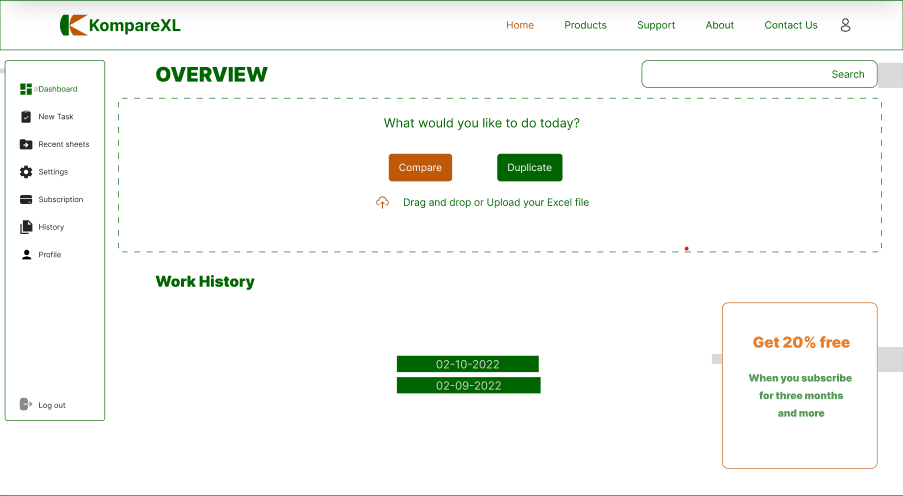 KompareXL
Home Products Support About Contact Us
Dashboard
New Task
Recent sheets
Settings
Subscription
History
Profile
Log out
OVERVIEW
Search
What would you like to do today?
Compare Duplicate
Drag and drop or Upload your Excel file
Work History
02-10-2022
02-09-2022
Get 20% free
When you subscribe
for three months
and more